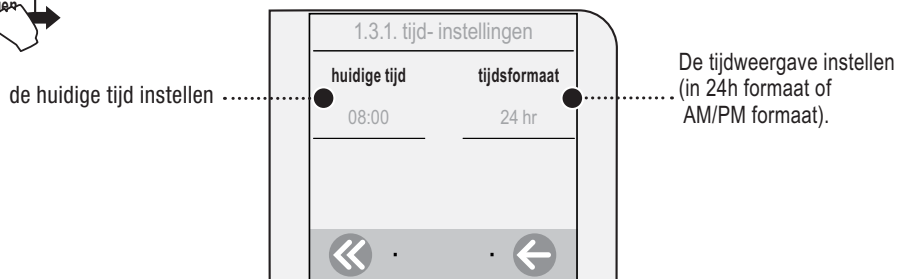 1.3.1. tijd- instellingen
huidige tijd
tijdsformaat
de huidige tijd instellen
08:00
24 hr
De tijdweergave instellen
(in 24h formaat of
AM/PM formaat).